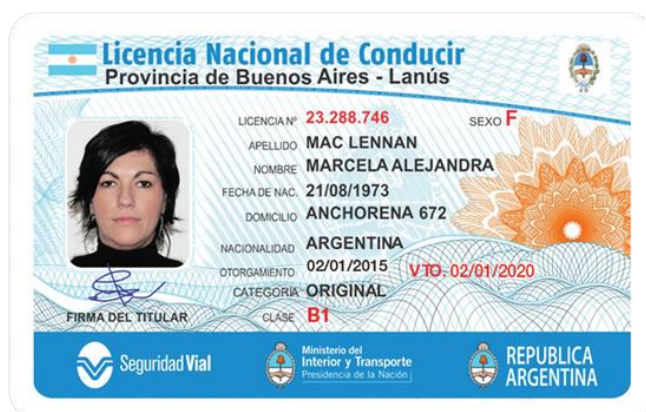 Licencia Nacional de Conducir
Provincia de Buenos Aires - Lanús
LICENCIA Nº 23.288.746 SEXO F
APELLIDO MAC LENNAN
NOMBRE MARCELA ALEJANDRA
FECHA DE NAC. 21/08/1973
DOMICILIO ANCHORENA 672
NACIONALIDAD ARGENTINA
OTORGAMIENTO 02/01/2015 VTO. 02/01/2020
CATEGORIA ORIGINAL
FIRMA DEL TITULAR CLASE B1
Seguridad Vial
Ministerio del
Interior y Transporte
Presidencia de la Nación
REPUBLICA
ARGENTINA